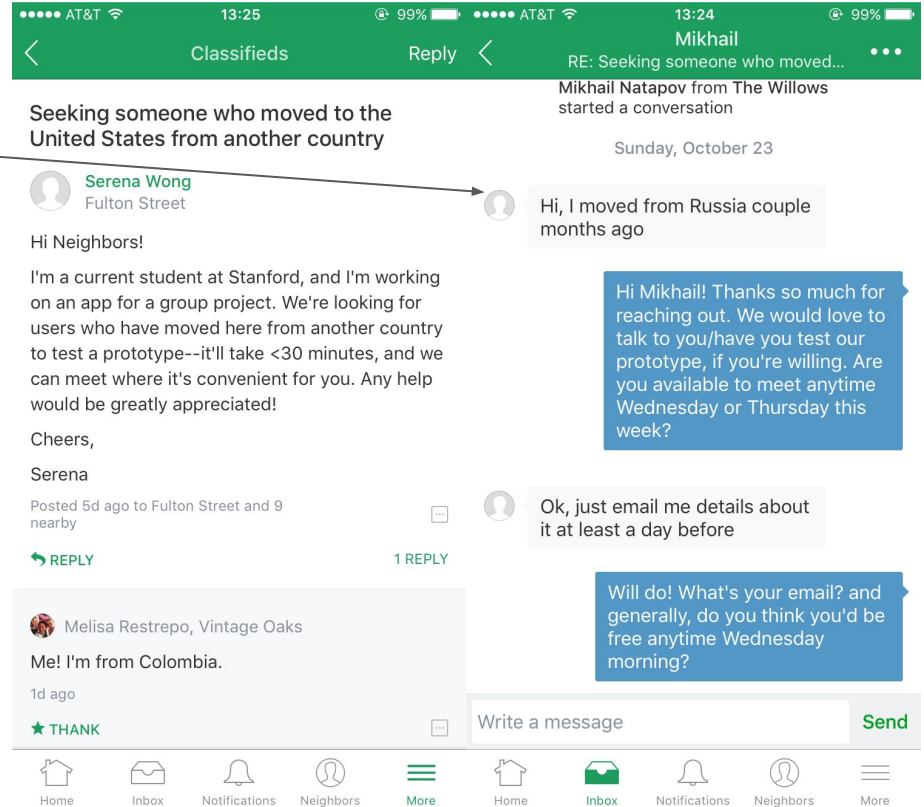 AT&T
13:25
99%
Classifieds
Reply
Seeking someone who moved to the
United States from another country
Serena Wong
Fulton Street
Hi Neighbors!
I'm a current student at Stanford, and I'm working
on an app for a group project. We're looking for
users who have moved here from another country
to test a prototype--it'll take <30 minutes, and we
can meet where it's convenient for you. Any help
would be greatly appreciated!
Cheers,
Serena
Posted 5d ago to Fulton Street and 9
nearby
REPLY
1 REPLY
Melisa Restrepo, Vintage Oaks
Me! I'm from Colombia.
1d ago
THANK
Home
Inbox
Notifications
Neighbors
More
AT&T
13:24
99%
Mikhail
RE: Seeking someone who moved...
Mikhail Natapov from The Willows
started a conversation
Sunday, October 23
Hi, I moved from Russia couple
months ago
Hi Mikhail! Thanks so much for
reaching out. We would love to
talk to you/have you test our
prototype, if you're willing. Are
you available to meet anytime
Wednesday or Thursday this
week?
Ok, just email me details about
it at least a day before
Will do! What's your email? and
generally, do you think you'd be
free anytime Wednesday
morning?
Write a message
Send
Home
Inbox
Notifications
Neighbors
More